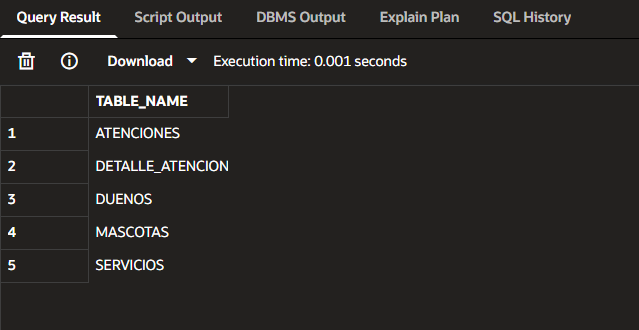 Query Result Script Output DBMS Output Explain Plan SQL History
Download Execution time: 0.001 seconds
TABLE_NAME
1 ATENCIONES
2 DETALLE_ATENCION
3 DUENOS
4 MASCOTAS
5 SERVICIOS